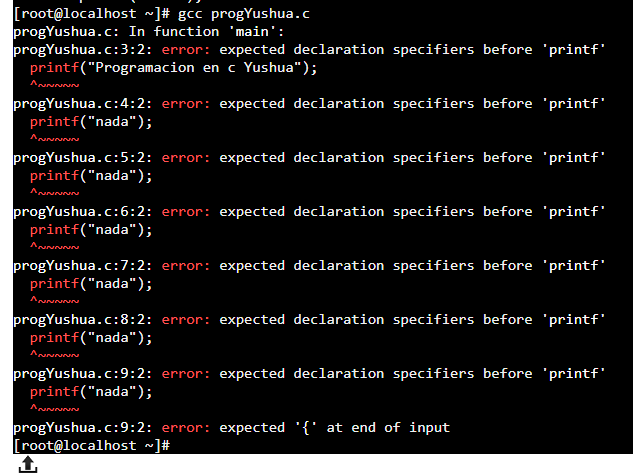 [root@localhost ~]# gcc progYushua.c
progYushua.c: In function 'main':
progYushua.c:3:2: error: expected declaration specifiers before 'printf'
  printf("Programacion en c Yushua");
  ^~~~~~
progYushua.c:4:2: error: expected declaration specifiers before 'printf'
  printf("nada");
  ^~~~~~
progYushua.c:5:2: error: expected declaration specifiers before 'printf'
  printf("nada");
  ^~~~~~
progYushua.c:6:2: error: expected declaration specifiers before 'printf'
  printf("nada");
  ^~~~~~
progYushua.c:7:2: error: expected declaration specifiers before 'printf'
  printf("nada");
  ^~~~~~
progYushua.c:8:2: error: expected declaration specifiers before 'printf'
  printf("nada");
  ^~~~~~
progYushua.c:9:2: error: expected declaration specifiers before 'printf'
  printf("nada");
  ^~~~~~
progYushua.c:9:2: error: expected '{' at end of input
[root@localhost ~]#